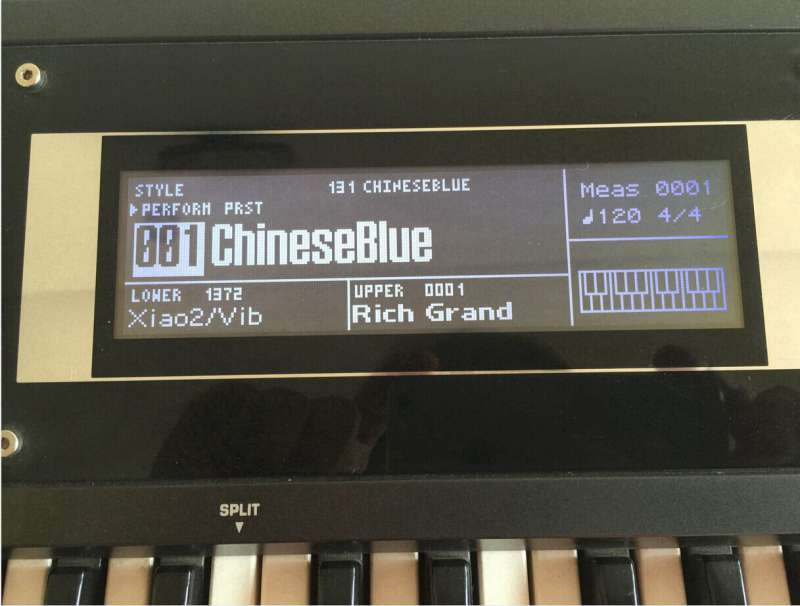 STYLE 131 CHINESEBLUE
PERFORM PRST
001 ChineseBlue
Meas 0001
♩120 4/4
LOWER 1372
Xiao2/Vib
UPPER 0001
Rich Grand
SPLIT